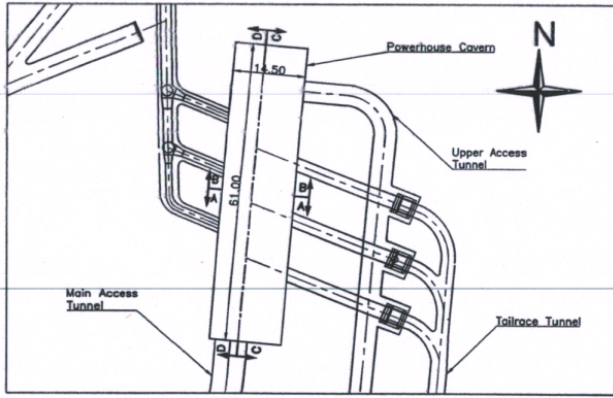 D
C
N
14.50
Powerhouse Cavern
Upper Access
Tunnel
B
A
B
A
61.00
Main Access
Tunnel
D
C
Tailrace Tunnel